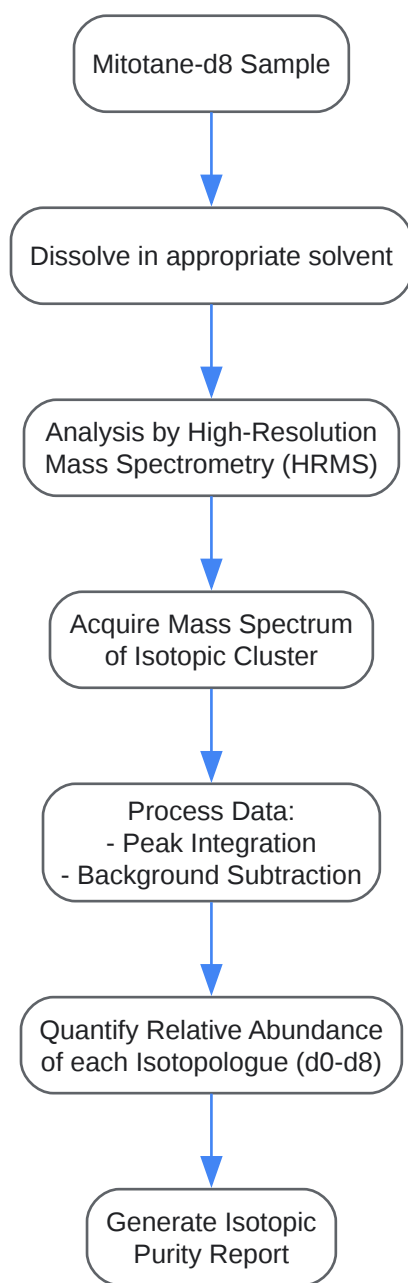 Mitotane-d8 Sample
Dissolve in appropriate solvent
Analysis by High-Resolution
Mass Spectrometry (HRMS)
Acquire Mass Spectrum
of Isotopic Cluster
Process Data:
- Peak Integration
- Background Subtraction
Quantify Relative Abundance
of each Isotopologue (d0-d8)
Generate Isotopic
Purity Report